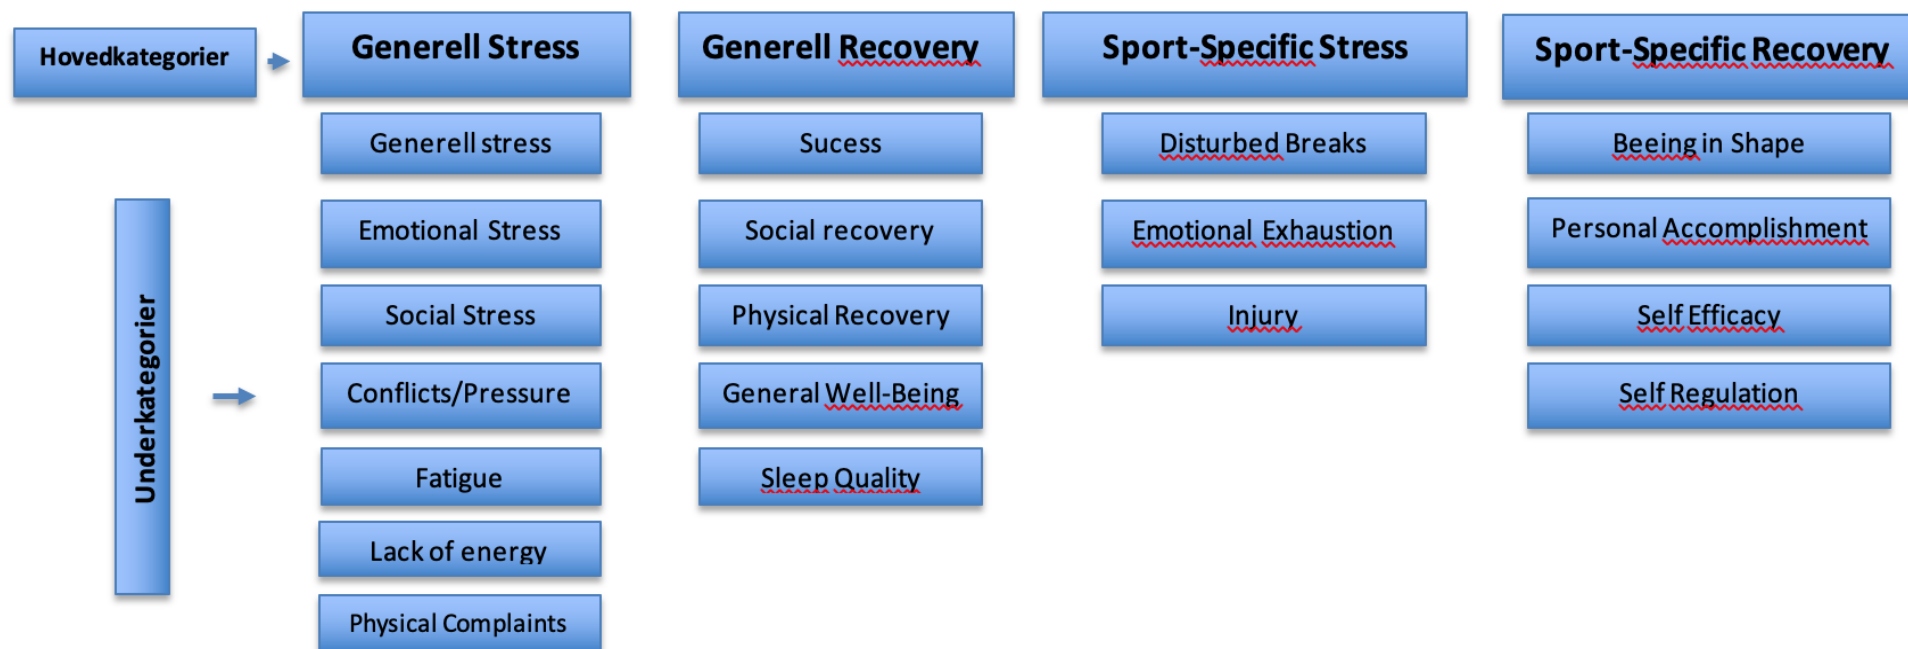 Hovedkategorier
Generell Stress
Generell Recovery
Sport-Specific Stress
Sport-Specific Recovery
Underkategorier
Generell stress
Emotional Stress
Social Stress
Conflicts/Pressure
Fatigue
Lack of energy
Physical Complaints
Sucess
Social recovery
Physical Recovery
General Well-Being
Sleep Quality
Disturbed Breaks
Emotional Exhaustion
Injury
Beeing in Shape
Personal Accomplishment
Self Efficacy
Self Regulation